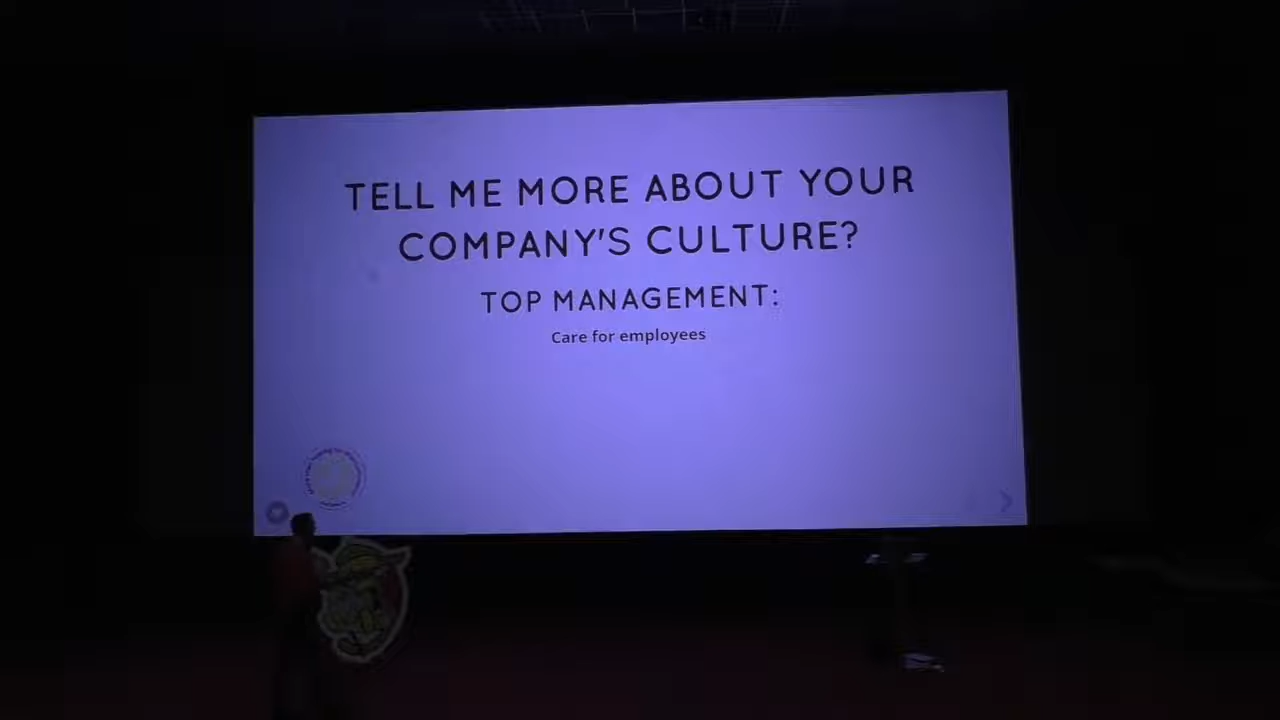 TELL ME MORE ABOUT YOUR
COMPANY'S CULTURE?
TOP MANAGEMENT:
Care for employees